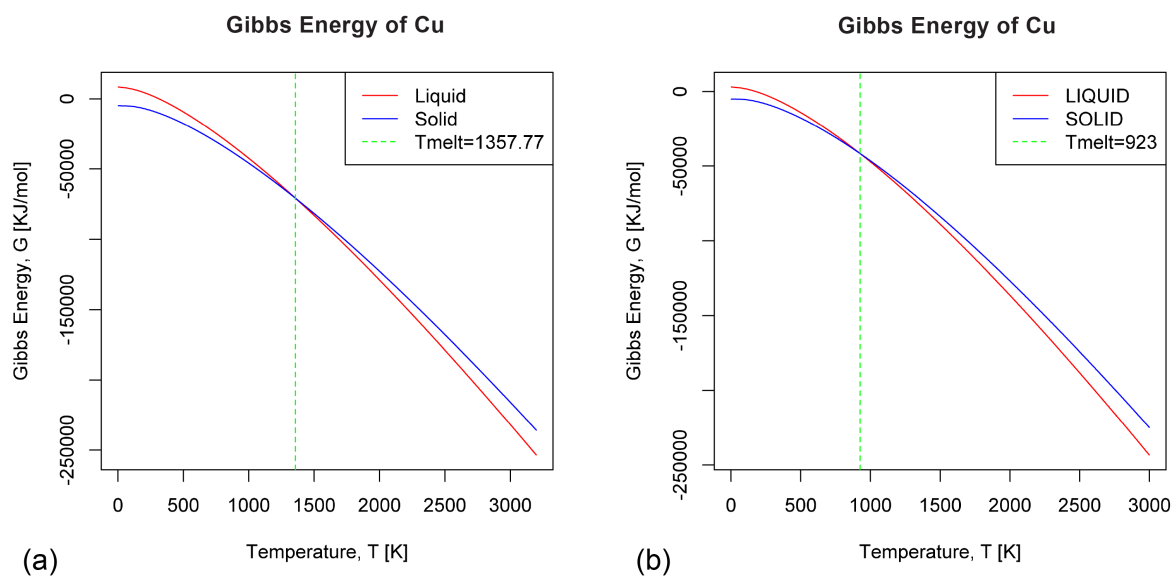 Gibbs Energy of Cu
Gibbs Energy, G [KJ/mol]
0
-50000
-150000
-250000
Liquid
Solid
Tmelt=1357.77
0 500 1000 1500 2000 2500 3000
Temperature, T [K]
(a)
Gibbs Energy of Cu
Gibbs Energy, G [KJ/mol]
0
-50000
-150000
-250000
LIQUID
SOLID
Tmelt=923
0 500 1000 1500 2000 2500 3000
Temperature, T [K]
(b)